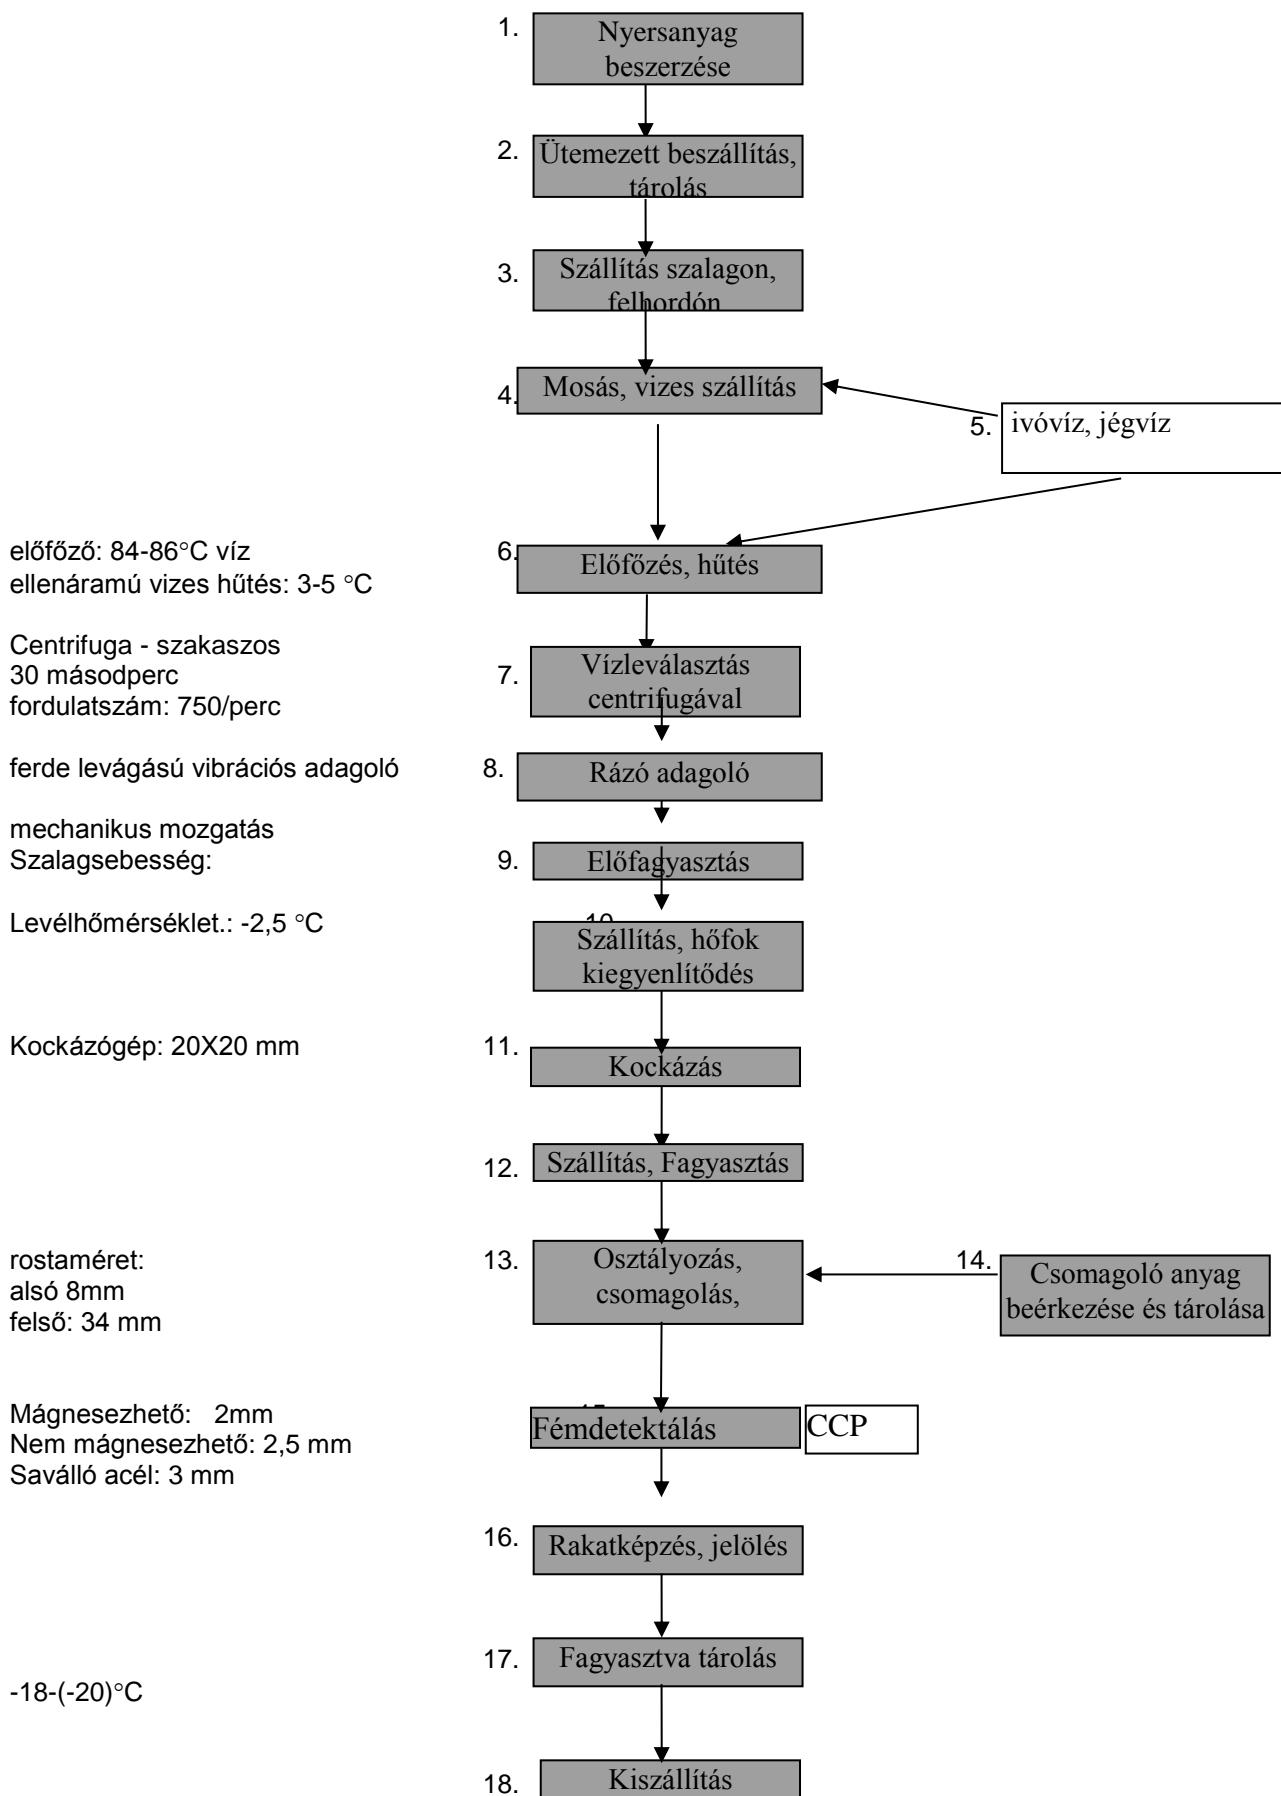 1.
Nyersanyag
beszerzése
2.
Ütemezett beszállítás,
tárolás
3.
Szállítás szalagon,
felhordón
4.
Mosás, vizes szállítás
5.
ivóvíz, jégvíz
előfőző: 84-86°C víz
ellenáramú vizes hűtés: 3-5 °C
6.
Előfőzés, hűtés
Centrifuga - szakaszos
30 másodperc
fordulatszám: 750/perc
7.
Vízleválasztás
centrifugával
ferde levágású vibrációs adagoló
8.
Rázó adagoló
mechanikus mozgatás
Szalagsebesség:
9.
Előfagyasztás
Levélhőmérséklet.: -2,5 °C
10.
Szállítás, hőfok
kiegyenlítődés
Kockázógép: 20X20 mm
11.
Kockázás
12.
Szállítás, Fagyasztás
rostaméret:
alsó 8mm
felső: 34 mm
13.
Osztályozás,
csomagolás,
14.
Csomagoló anyag
beérkezése és tárolása
Mágnesezhető: 2mm
Nem mágnesezhető: 2,5 mm
Saválló acél: 3 mm
15.
Fémdetektálás
CCP
16.
Rakatképzés, jelölés
17.
Fagyasztva tárolás
-18-(-20)°C
18.
Kiszállítás